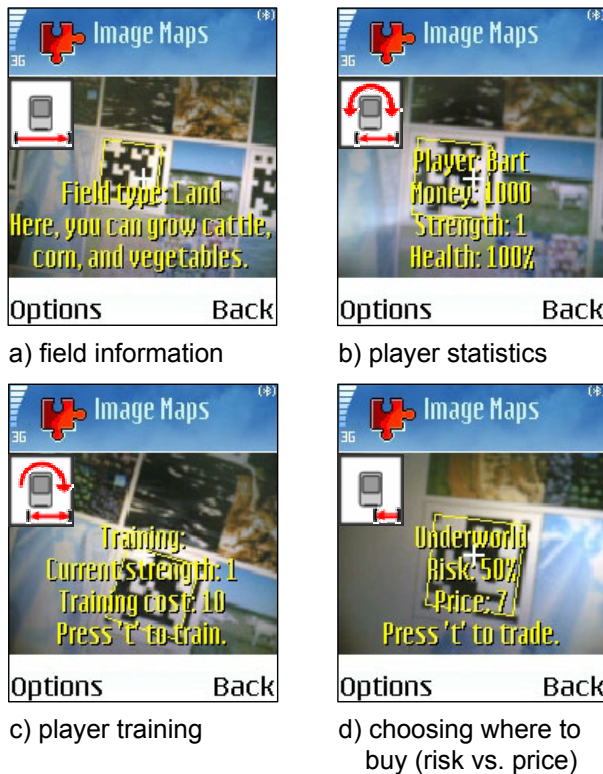 3G
Image Maps
Field type: Land
Here, you can grow cattle,
corn, and vegetables.
Options Back
a) field information
3G
Image Maps
Player: Bart
Money: 1000
Strength: 1
Health: 100%
Options Back
b) player statistics
3G
Image Maps
Training:
Current strength: 1
Training cost: 10
Press 't' to train.
Options Back
c) player training
3G
Image Maps
Underworld
Risk: 50%
Price: 7
Press 't' to trade.
Options Back
d) choosing where to
buy (risk vs. price)